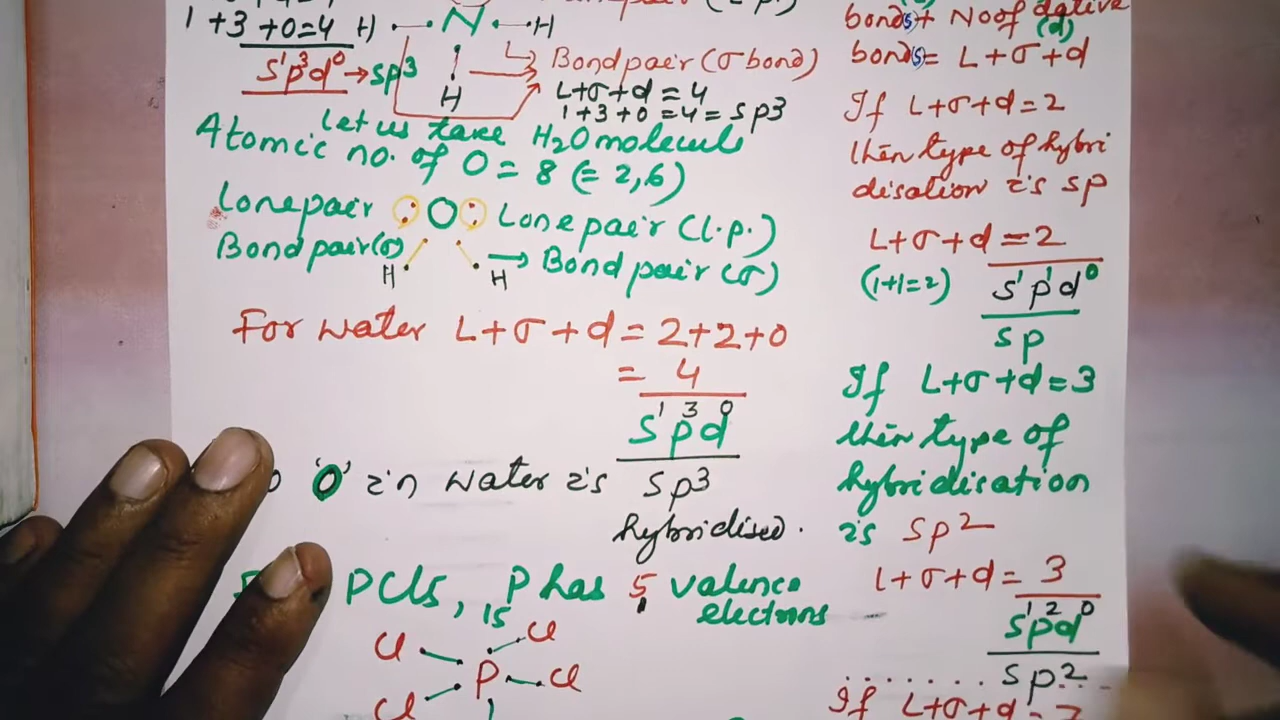 1 +3 +0=4 H N H
s¹p³d⁰ → sp³
H
Bond pair (σ bond)
L+σ+d = 4
1+3+0 = 4 = sp3
Let us take H₂O molecule
Atomic no. of O = 8 (= 2,6)
Lone pair O Lone pair (l.p.)
Bond pair(σ)
H H → Bond pair (σ)
For water L+σ+d = 2+2+0
= 4
s¹p³d⁰
'O' in water is sp3
hybridised.
PCl5, P has 5 valence
15 electrons
Cl Cl
P Cl
Cl
bond(s)+ No of dative
(d)
bond(s)= L+σ+d
If L+σ+d=2
then type of hybri
disation is sp
L+σ+d=2
(1+1=2) s¹p¹d⁰
sp
If L+σ+d=3
then type of
hybridisation
is sp2
L+σ+d= 3
s¹p²d⁰
sp2
If L+σ+d=